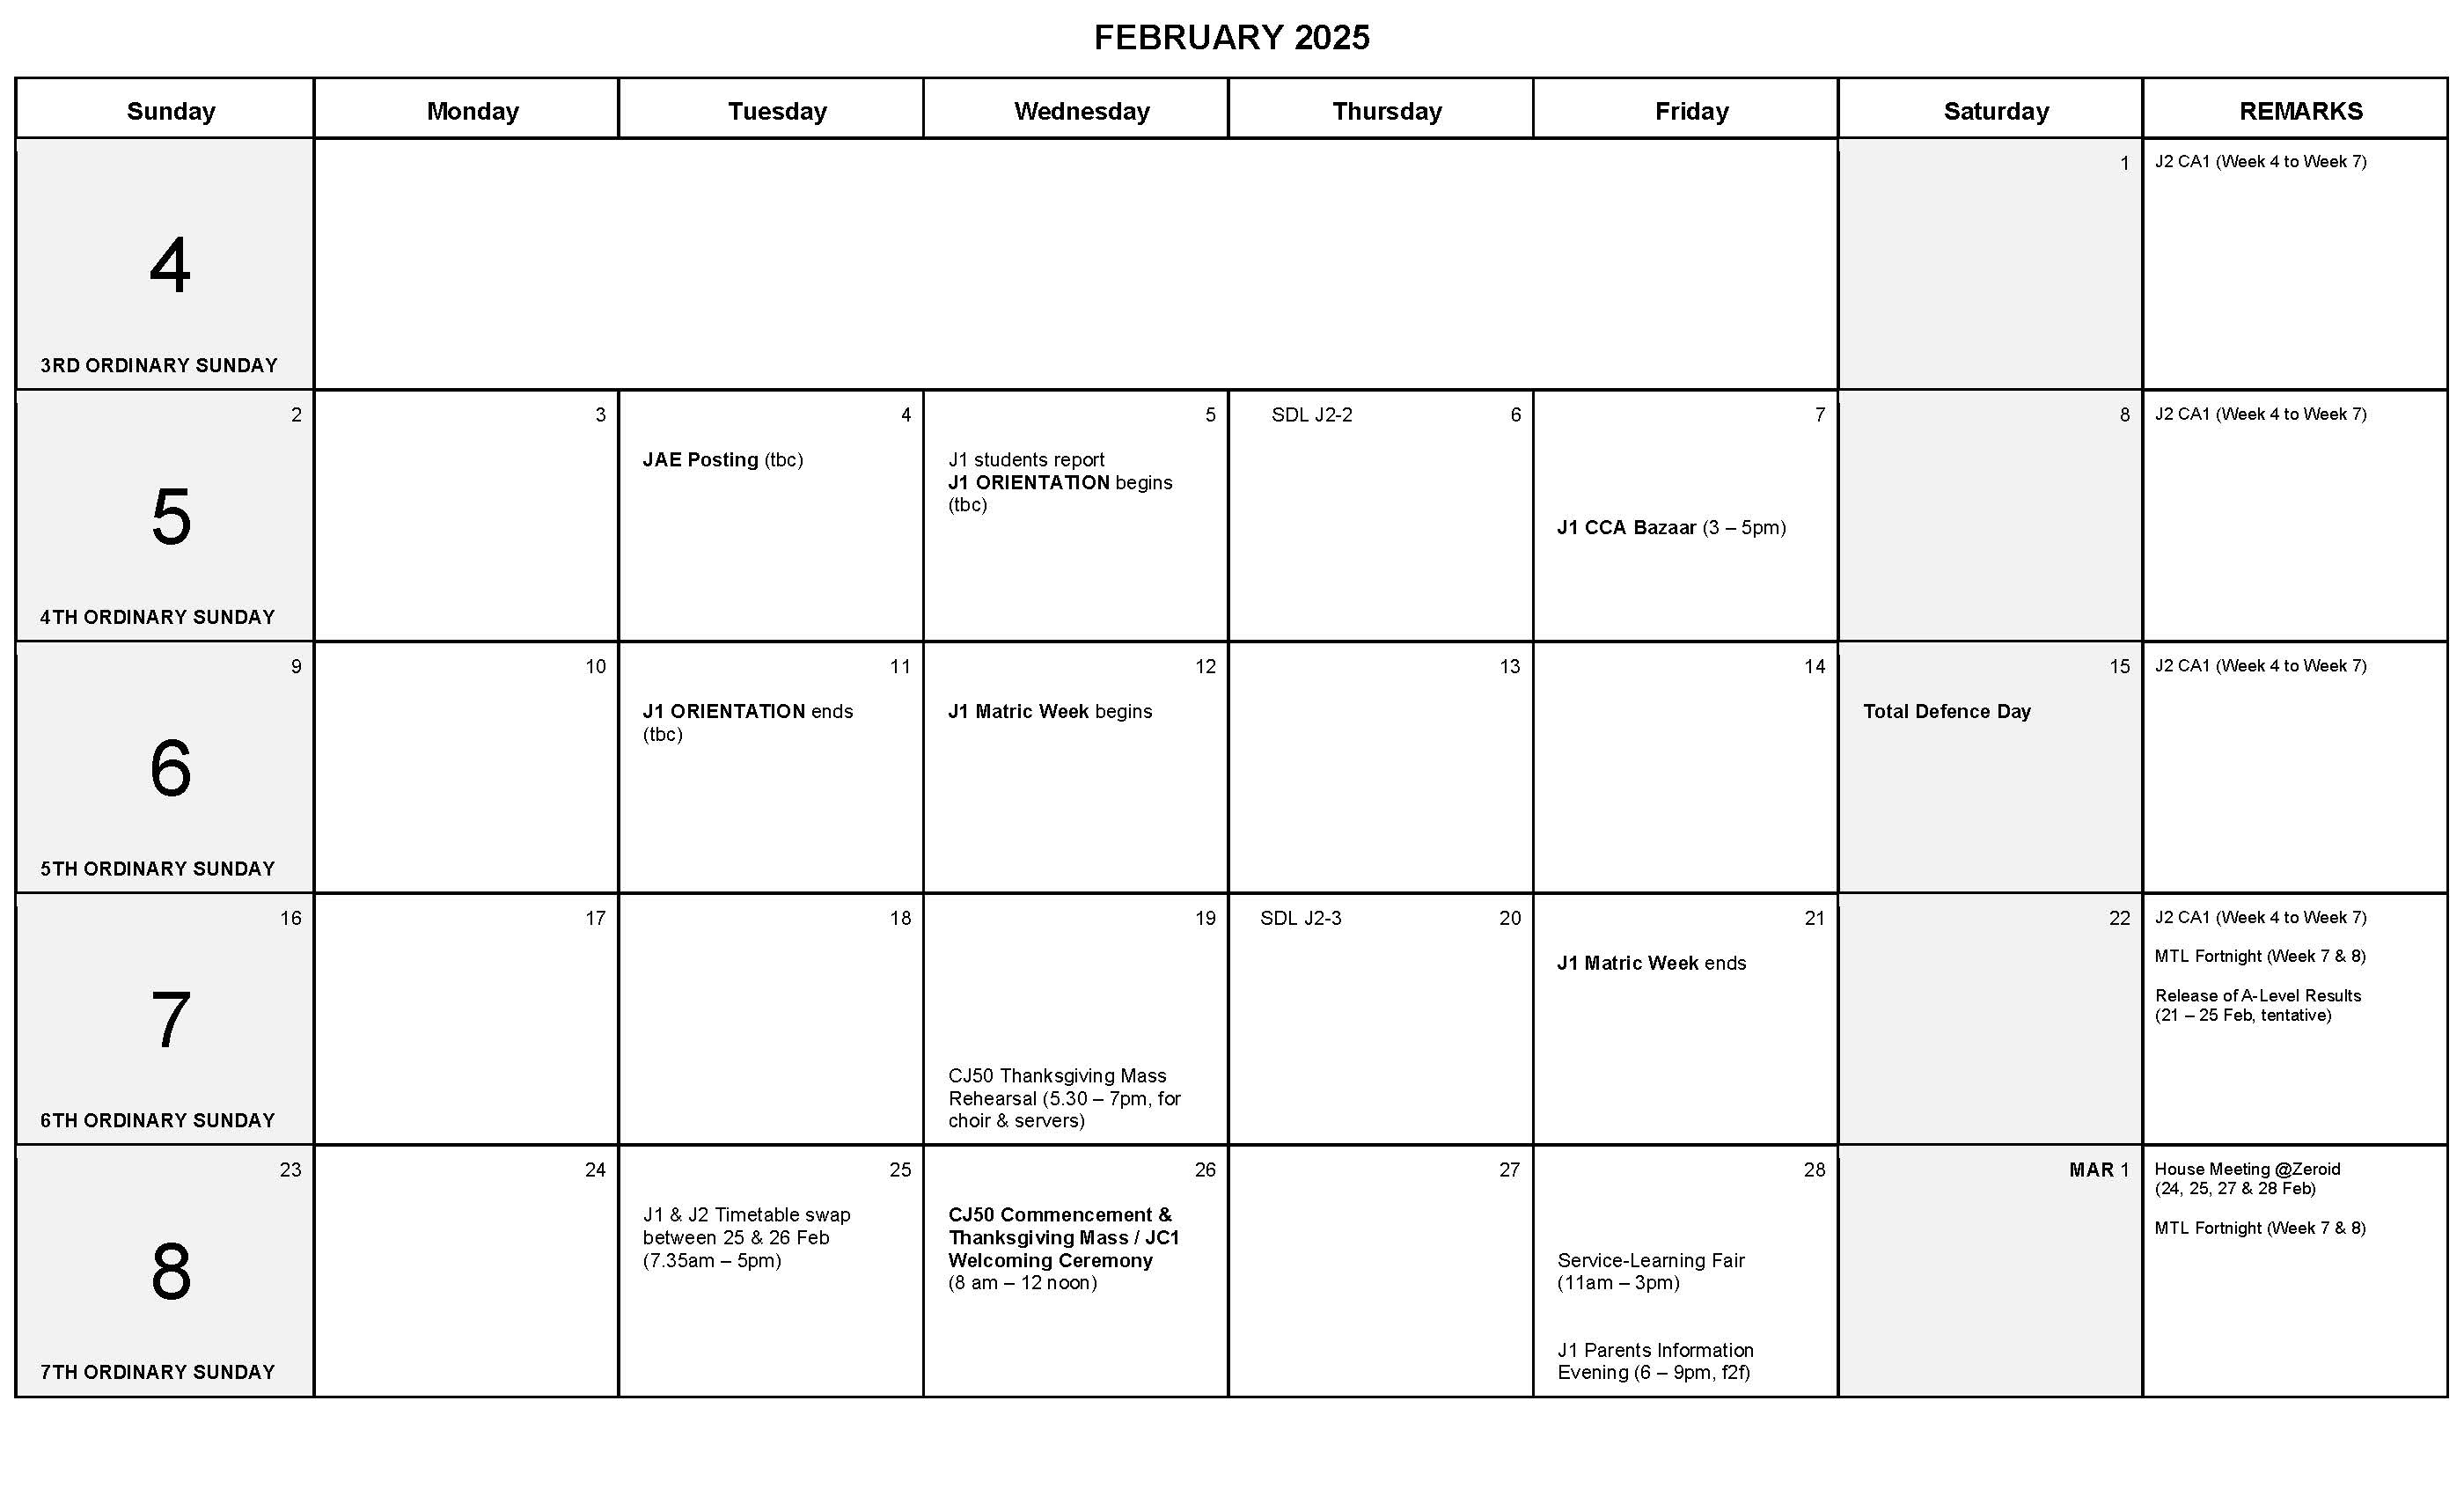 FEBRUARY 2025
Sunday Monday Tuesday Wednesday Thursday Friday Saturday REMARKS
4
3RD ORDINARY SUNDAY
1
J2 CA1 (Week 4 to Week 7)
2
5
4TH ORDINARY SUNDAY
3
4
JAE Posting (tbc)
5
J1 students report
J1 ORIENTATION begins
(tbc)
SDL J2-2 6
7
J1 CCA Bazaar (3 – 5pm)
8
J2 CA1 (Week 4 to Week 7)
9
6
5TH ORDINARY SUNDAY
10
11
J1 ORIENTATION ends
(tbc)
12
J1 Matric Week begins
13
14
15
Total Defence Day
J2 CA1 (Week 4 to Week 7)
16
7
6TH ORDINARY SUNDAY
17
18
19
CJ50 Thanksgiving Mass
Rehearsal (5.30 – 7pm, for
choir & servers)
SDL J2-3 20
21
J1 Matric Week ends
22
J2 CA1 (Week 4 to Week 7)
MTL Fortnight (Week 7 & 8)
Release of A-Level Results
(21 – 25 Feb, tentative)
23
8
7TH ORDINARY SUNDAY
24
25
J1 & J2 Timetable swap
between 25 & 26 Feb
(7.35am – 5pm)
26
CJ50 Commencement &
Thanksgiving Mass / JC1
Welcoming Ceremony
(8 am – 12 noon)
27
28
Service-Learning Fair
(11am – 3pm)
J1 Parents Information
Evening (6 – 9pm, f2f)
MAR 1
House Meeting @Zeroid
(24, 25, 27 & 28 Feb)
MTL Fortnight (Week 7 & 8)